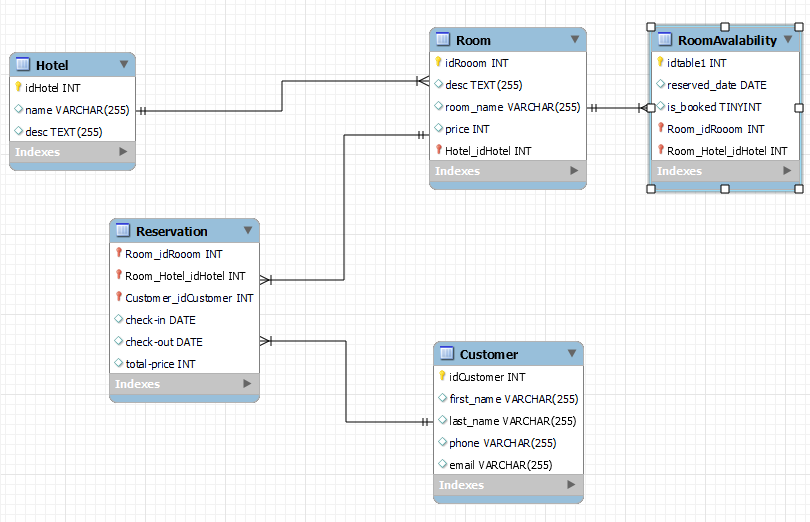 Hotel
idHotel INT
name VARCHAR(255)
desc TEXT(255)
Indexes
Room
idRooom INT
desc TEXT(255)
room_name VARCHAR(255)
price INT
Hotel_idHotel INT
Indexes
RoomAvalability
idtable1 INT
reserved_date DATE
is_booked TINYINT
Room_idRooom INT
Room_Hotel_idHotel INT
Indexes
Reservation
Room_idRooom INT
Room_Hotel_idHotel INT
Customer_idCustomer INT
check-in DATE
check-out DATE
total-price INT
Indexes
Customer
idCustomer INT
first_name VARCHAR(255)
last_name VARCHAR(255)
phone VARCHAR(255)
email VARCHAR(255)
Indexes